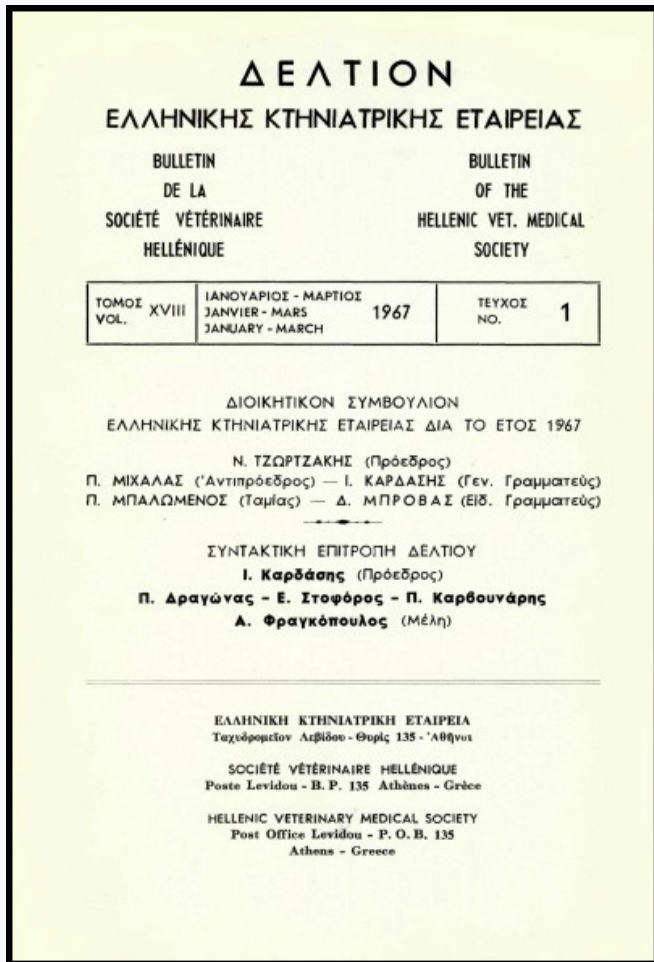 ΔΕΛΤΙΟΝ
ΕΛΛΗΝΙΚΗΣ ΚΤΗΝΙΑΤΡΙΚΗΣ ΕΤΑΙΡΕΙΑΣ
BULLETIN
DE LA
SOCIÉTÉ VÉTÉRINAIRE
HELLÉNIQUE
BULLETIN
OF THE
HELLENIC VET. MEDICAL
SOCIETY
ΤΟΜΟΣ
VOL. XVIII
ΙΑΝΟΥΑΡΙΟΣ - ΜΑΡΤΙΟΣ
JANVIER - MARS
JANUARY - MARCH
1967
ΤΕΥΧΟΣ
NO. 1
ΔΙΟΙΚΗΤΙΚΟΝ ΣΥΜΒΟΥΛΙΟΝ
ΕΛΛΗΝΙΚΗΣ ΚΤΗΝΙΑΤΡΙΚΗΣ ΕΤΑΙΡΕΙΑΣ ΔΙΑ ΤΟ ΕΤΟΣ 1967
Ν. ΤΖΩΡΤΖΑΚΗΣ (Πρόεδρος)
Π. ΜΙΧΑΛΑΣ (Ἀντιπρόεδρος) — Ι. ΚΑΡΔΑΣΗΣ (Γεν. Γραμματεὺς)
Π. ΜΠΑΛΩΜΕΝΟΣ (Ταμίας) — Δ. ΜΠΡΟΒΑΣ (Εἰδ. Γραμματεὺς)
ΣΥΝΤΑΚΤΙΚΗ ΕΠΙΤΡΟΠΗ ΔΕΛΤΙΟΥ
Ι. Καρδάσης (Πρόεδρος)
Π. Δραγώνας - Ε. Στοφόρος - Π. Καρβουνάρης
Α. Φραγκόπουλος (Μέλη)
ΕΛΛΗΝΙΚΗ ΚΤΗΝΙΑΤΡΙΚΗ ΕΤΑΙΡΕΙΑ
Ταχυδρομεῖον Λεβίδου - Θυρὶς 135 - Ἀθῆναι
SOCIÉTÉ VÉTÉRINAIRE HELLÉNIQUE
Poste Levidou - B. P. 135 Athènes - Grèce
HELLENIC VETERINARY MEDICAL SOCIETY
Post Office Levidou - P. O. B. 135
Athens - Greece